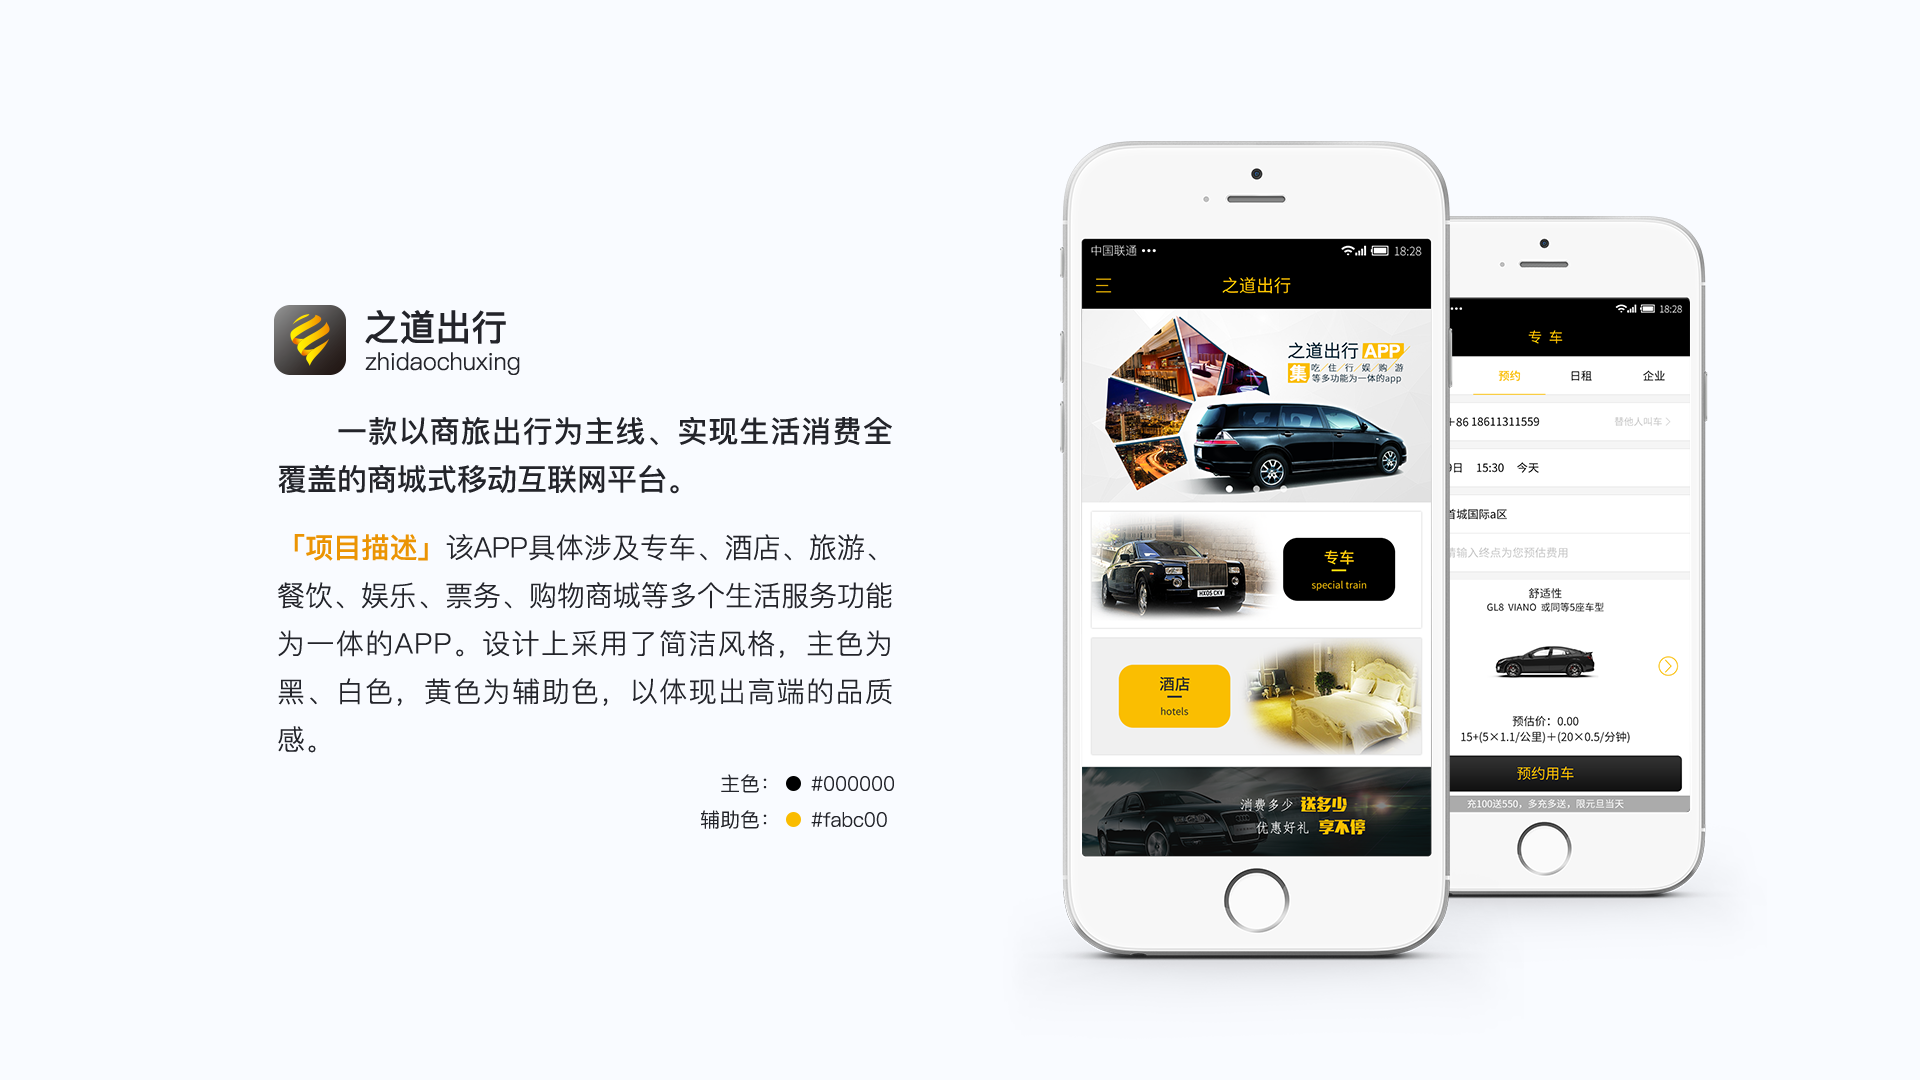 之道出行
zhidaochuxing
一款以商旅出行为主线、实现生活消费全
覆盖的商城式移动互联网平台。
「项目描述」该APP具体涉及专车、酒店、旅游、
餐饮、娱乐、票务、购物商城等多个生活服务功能
为一体的APP。设计上采用了简洁风格，主色为
黑、白色，黄色为辅助色，以体现出高端的品质
感。
主色： #000000
辅助色： #fabc00
中国联通 ••• 18:28
之道出行
之道出行APP
集 吃/住/行/娱/购/游
等多功能为一体的app
HX05 CKV
专车
special train
酒店
hotels
消费多少 送多少
优惠好礼 享不停
••• 18:28
专 车
预约 日租 企业
+86 18611311559 替他人叫车 >
日 15:30 今天
首城国际a区
请输入终点为您预估费用
舒适性
GL8 VIANO 或同等5座车型
预估价：0.00
15+(5×1.1/公里)+(20×0.5/分钟)
预约用车
充100送550，多充多送，限元旦当天